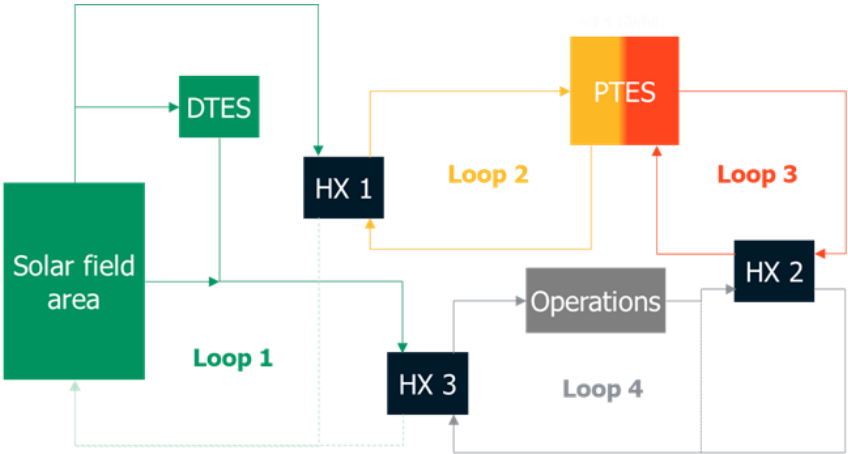 DTES
PTES
HX 1
Loop 2
Loop 3
Solar field
area
HX 2
Operations
Loop 1
HX 3
Loop 4